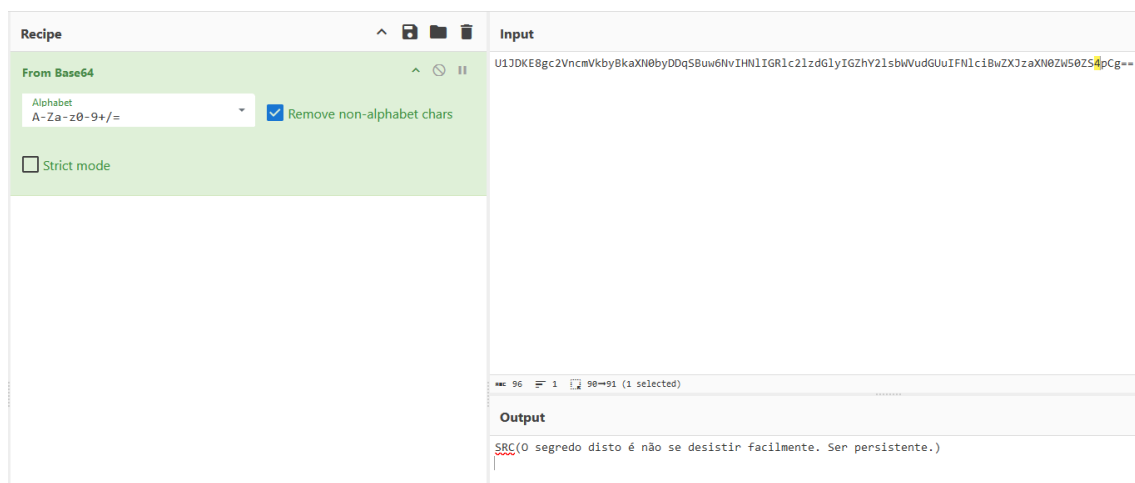 Recipe
Input
From Base64
Alphabet
A-Za-z0-9+/=
Remove non-alphabet chars
Strict mode
U1JDKE8gc2VncmVkbyBkaXN0byDDqSBuw6NvIHNlIGRlc2lzdGlyIGZhY2lsbWVudGUuIFNlciBwZXJzaXN0ZW50ZS4pCg==
ABC 96 1 90→91 (1 selected)
Output
SRC(O segredo disto é não se desistir facilmente. Ser persistente.)